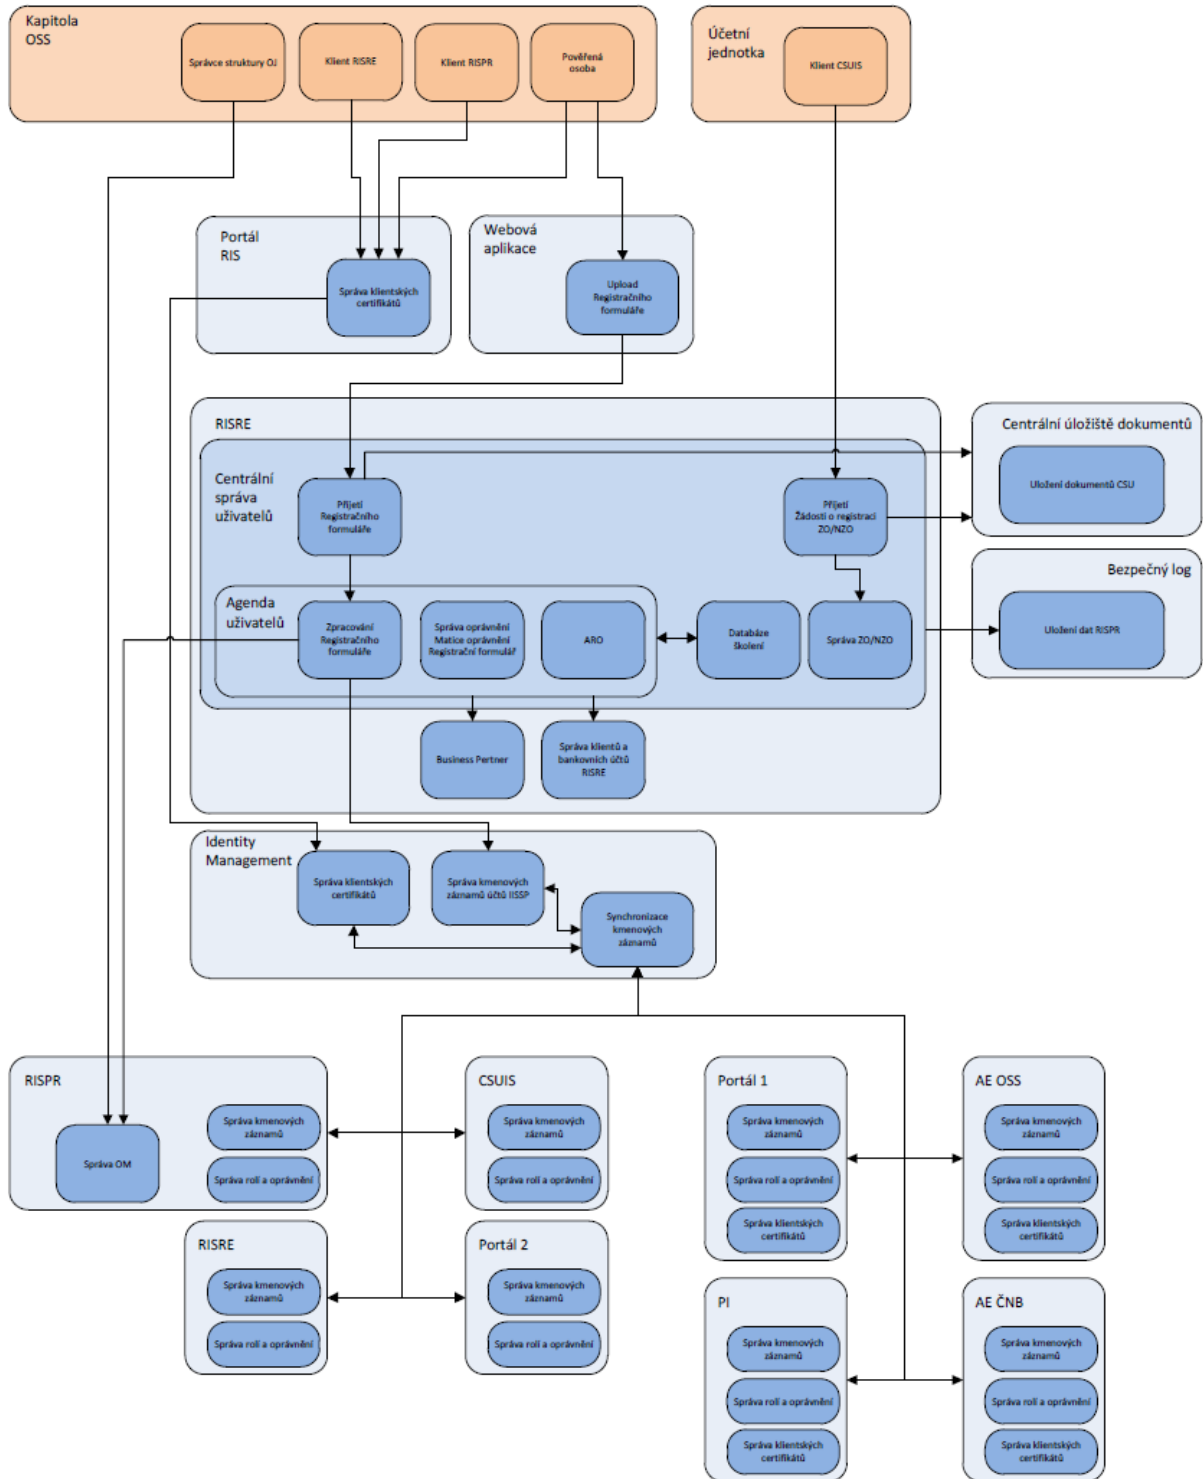 Kapitola
OSS
Správce struktury OJ
Klient RISRE
Klient RISPR
Pověřená
osoba
Účetní
jednotka
Klient CSUIS
Portál
RIS
Správa klientských
certifikátů
Webová
aplikace
Upload
Registračního
formuláře
RISRE
Centrální
správa
uživatelů
Přijetí
Registračního
formuláře
Přijetí
Žádosti o registraci
ZO/NZO
Centrální úložiště dokumentů
Uložení dokumentů CSU
Bezpečný log
Uložení dat RISPR
Agenda
uživatelů
Zpracování
Registračního
formuláře
Správa oprávnění
Matice oprávnění
Registrační formulář
ARO
Databáze
školení
Správa ZO/NZO
Business Pertner
Správa klientů a
bankovních účtů
RISRE
Identity
Management
Správa klientských
certifikátů
Správa kmenových
záznamů účtů IISSP
Synchronizace
kmenových
záznamů
RISPR
Správa OM
Správa kmenových
záznamů
Správa rolí a oprávnění
CSUIS
Správa kmenových
záznamů
Správa rolí a oprávnění
Portál 1
Správa kmenových
záznamů
Správa rolí a oprávnění
Správa klientských
certifikátů
AE OSS
Správa kmenových
záznamů
Správa rolí a oprávnění
Správa klientských
certifikátů
RISRE
Správa kmenových
záznamů
Správa rolí a oprávnění
Portál 2
Správa kmenových
záznamů
Správa rolí a oprávnění
PI
Správa kmenových
záznamů
Správa rolí a oprávnění
Správa klientských
certifikátů
AE ČNB
Správa kmenových
záznamů
Správa rolí a oprávnění
Správa klientských
certifikátů